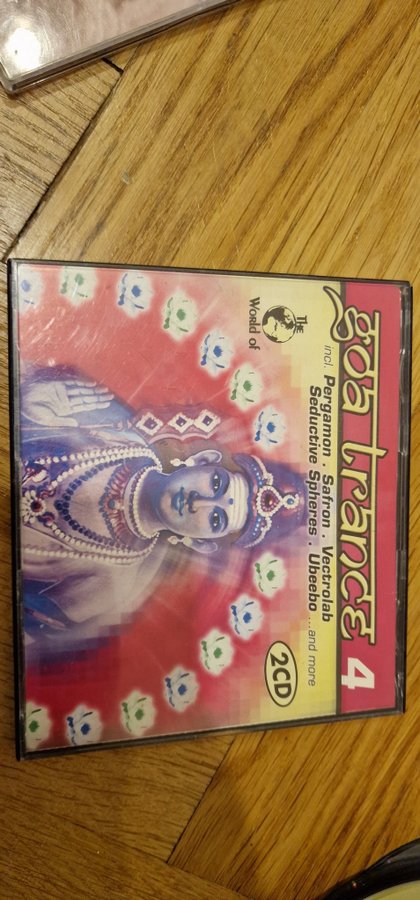 THE
WORLD of
goa trance 4
incl. Pergamon . Safron . Vectrolab
Seductive Spheres . Ubeebo ...and more
2CD